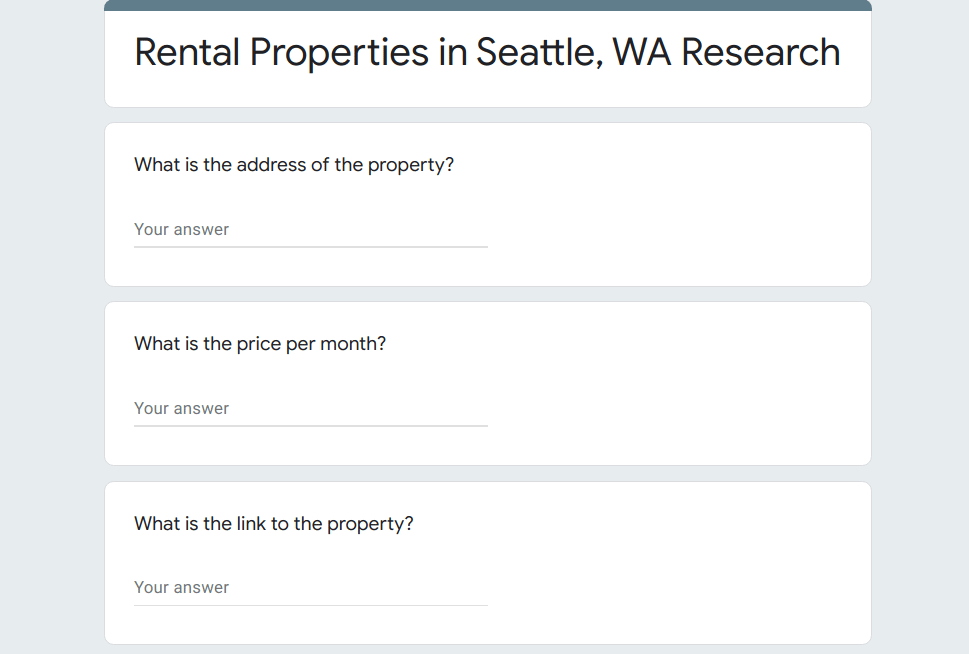 Rental Properties in Seattle, WA Research
What is the address of the property?
Your answer
What is the price per month?
Your answer
What is the link to the property?
Your answer